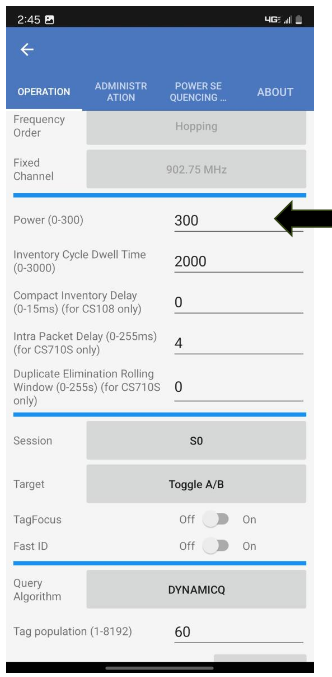 2:45 4G
OPERATION
ADMINISTR
ATION
POWER SE
QUENCING ...
ABOUT
Frequency
Order
Hopping
Fixed
Channel
902.75 MHz
Power (0-300)
300
Inventory Cycle Dwell Time
(0-3000)
2000
Compact Inventory Delay
(0-15ms) (for CS108 only)
0
Intra Packet Delay (0-255ms)
(for CS710S only)
4
Duplicate Elimination Rolling
Window (0-255s) (for CS710S
only)
0
Session
S0
Target
Toggle A/B
TagFocus
Off On
Fast ID
Off On
Query
Algorithm
DYNAMICQ
Tag population (1-8192)
60